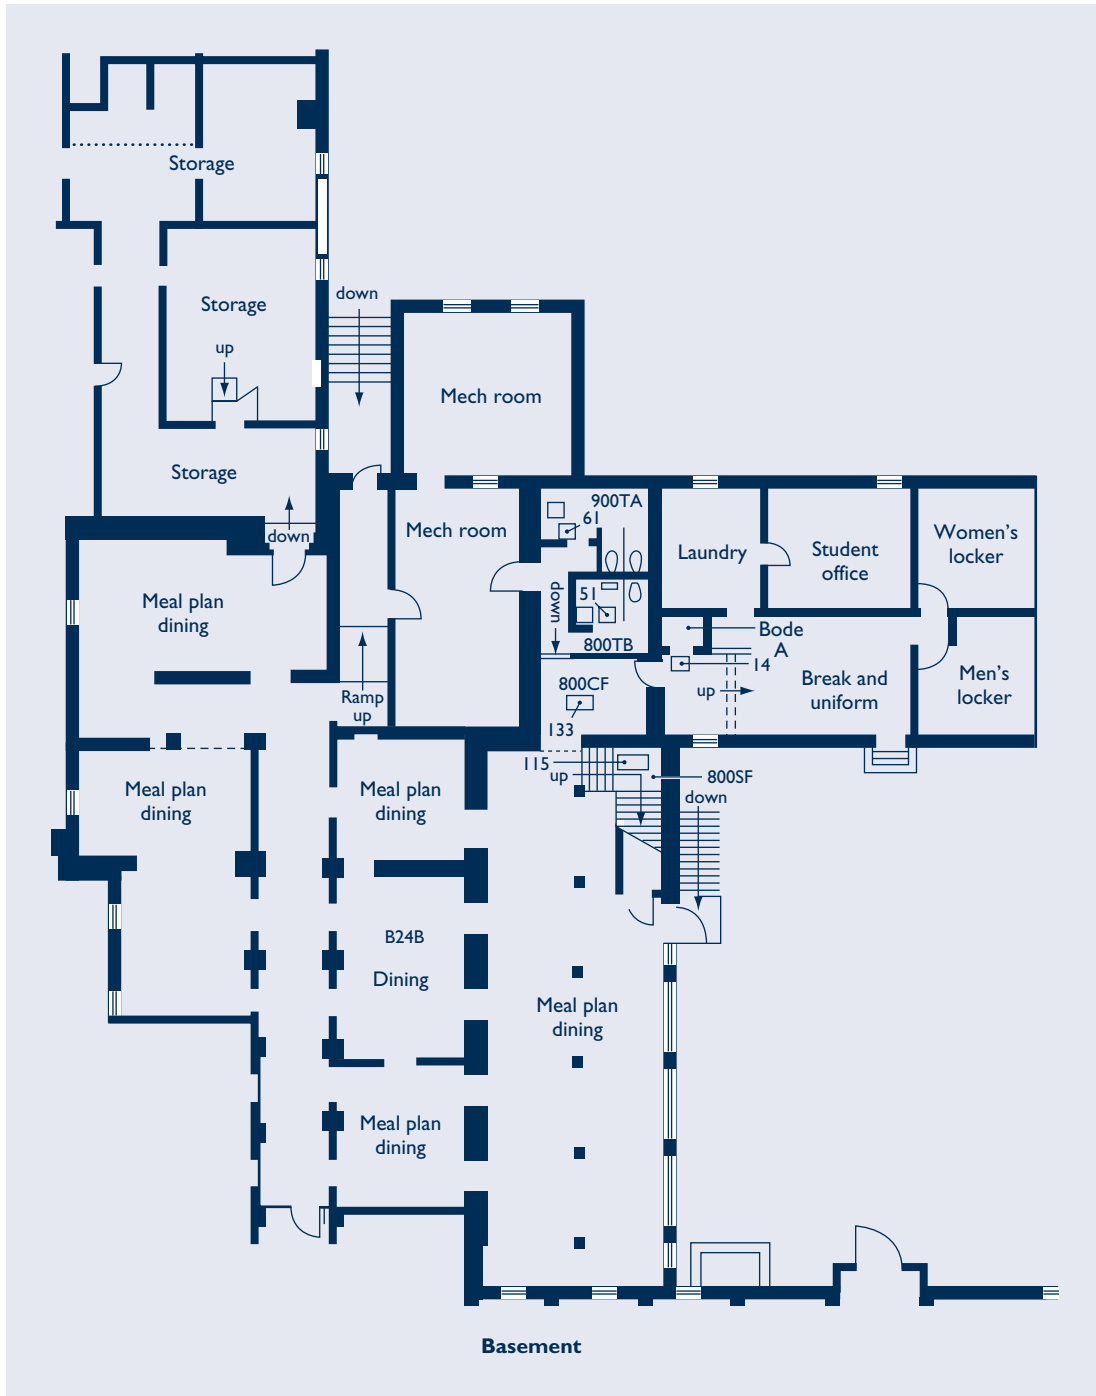 Storage
Storage
up
down
Mech room
Storage
down
Mech room
900TA
61
Laundry
Student
office
Women's
locker
Meal plan
dining
down
51
800TB
Bode
A
14
Ramp
up
800CF
133
up
Break and
uniform
Men's
locker
Meal plan
dining
Meal plan
dining
115
up
800SF
down
B24B
Dining
Meal plan
dining
Meal plan
dining
Basement